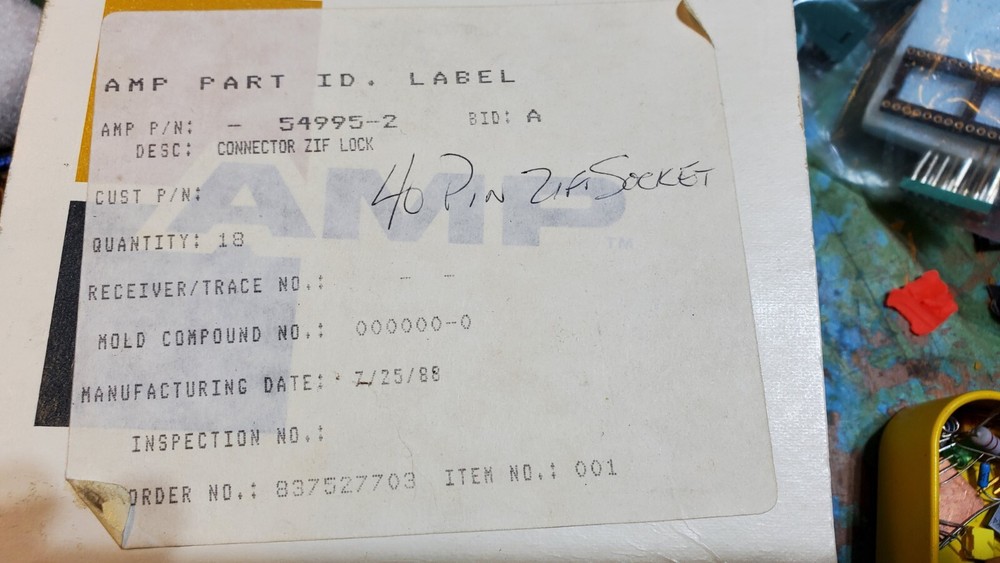 AMP PART ID. LABEL
AMP P/N: - 54995-2 BID: A
DESC: CONNECTOR ZIF LOCK
40 PIN ZIF SOCKET
CUST P/N:
AMP™
QUANTITY: 18
RECEIVER/TRACE NO.: - -
MOLD COMPOUND NO.: 000000-0
MANUFACTURING DATE: 7/25/88
INSPECTION NO.:
ORDER NO.: 837527703 ITEM NO.: 001